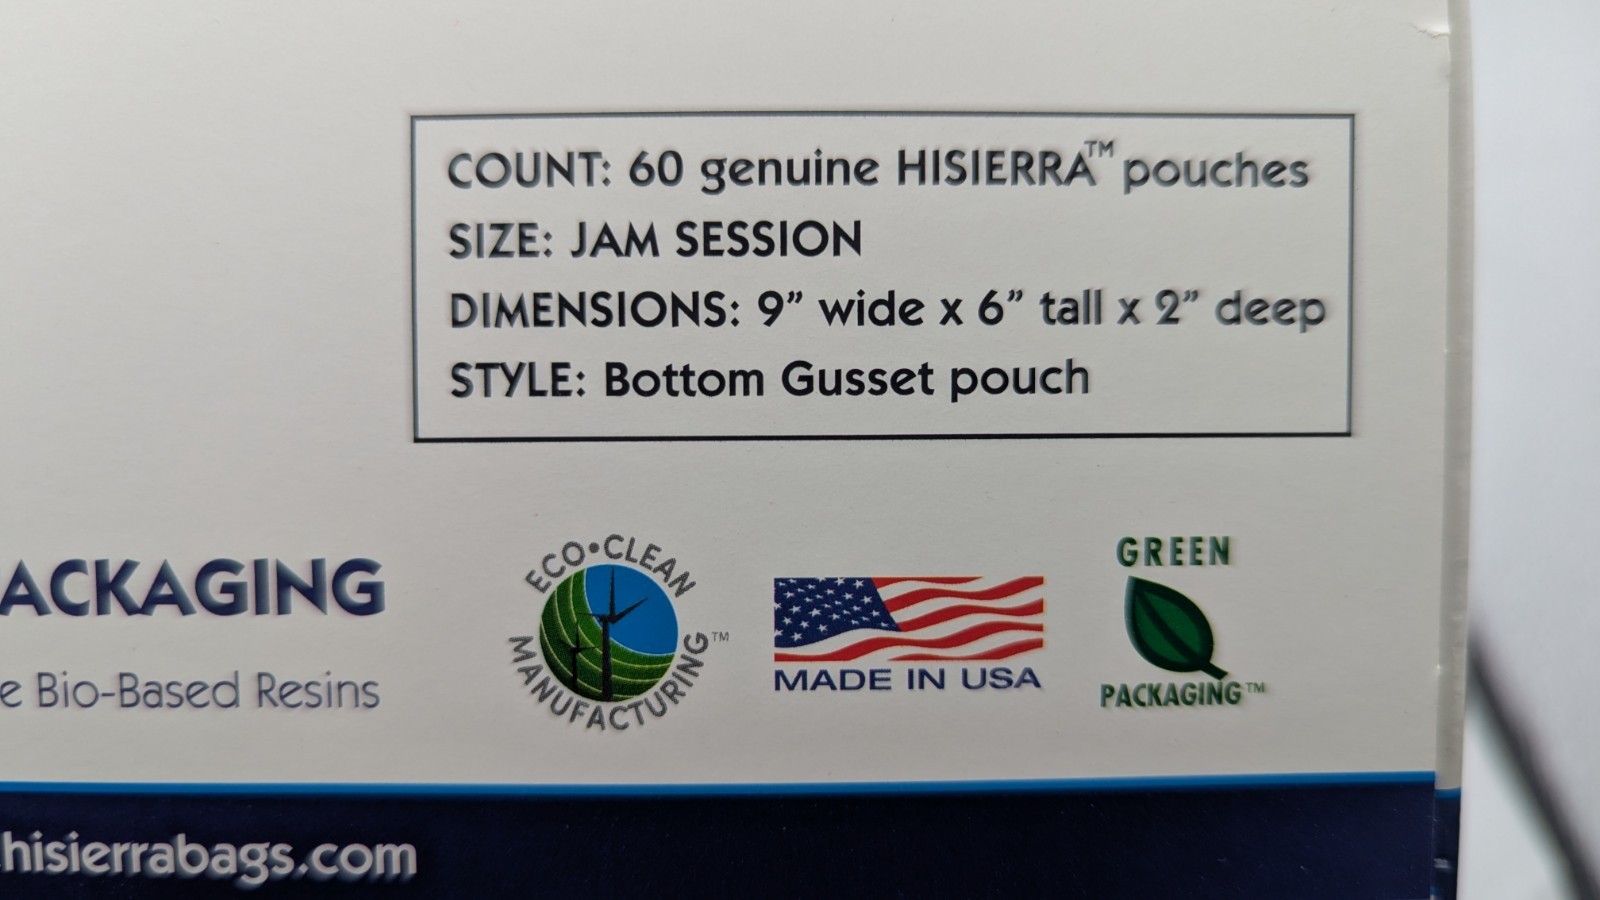 COUNT: 60 genuine HISIERRA™ pouches
SIZE: JAM SESSION
DIMENSIONS: 9” wide x 6” tall x 2” deep
STYLE: Bottom Gusset pouch
ACKAGING
e Bio-Based Resins
ECO•CLEAN
MANUFACTURING™
MADE IN USA
GREEN
PACKAGING™
hisierrabags.com